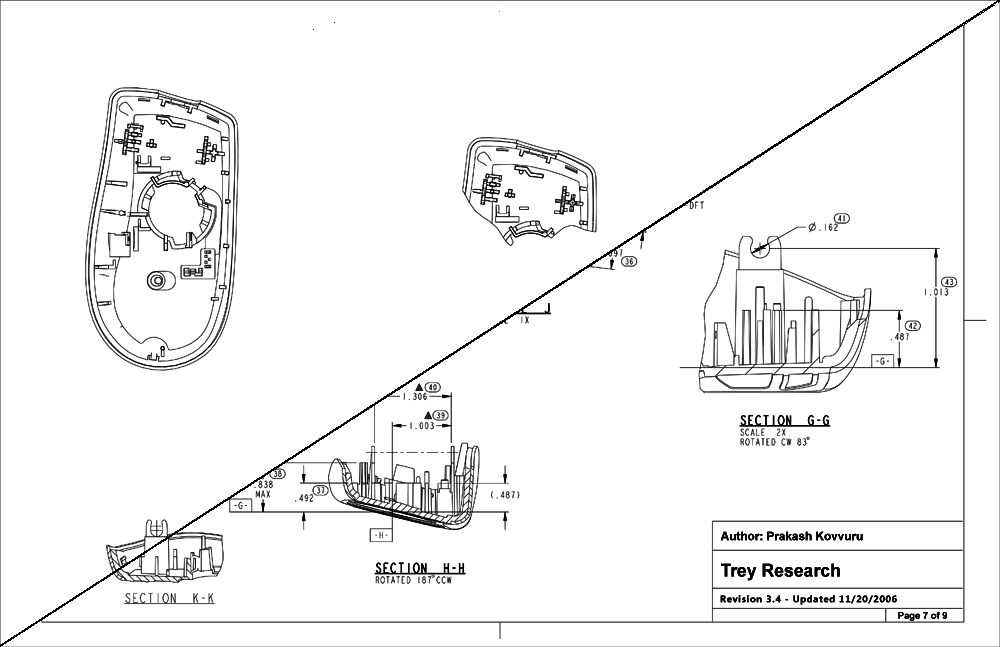 DFT
Ø.162
41
.097
36
43
1.013
1X
42
.487
-G-
40
1.306
39
1.003
SECTION G-G
SCALE 2X
ROTATED CW 83°
38
.838
MAX
37
.492
(.487)
-G-
-H-
SECTION H-H
ROTATED 187°CCW
SECTION K-K
Author: Prakash Kovvuru
Trey Research
Revision 3.4 - Updated 11/20/2006
Page 7 of 9